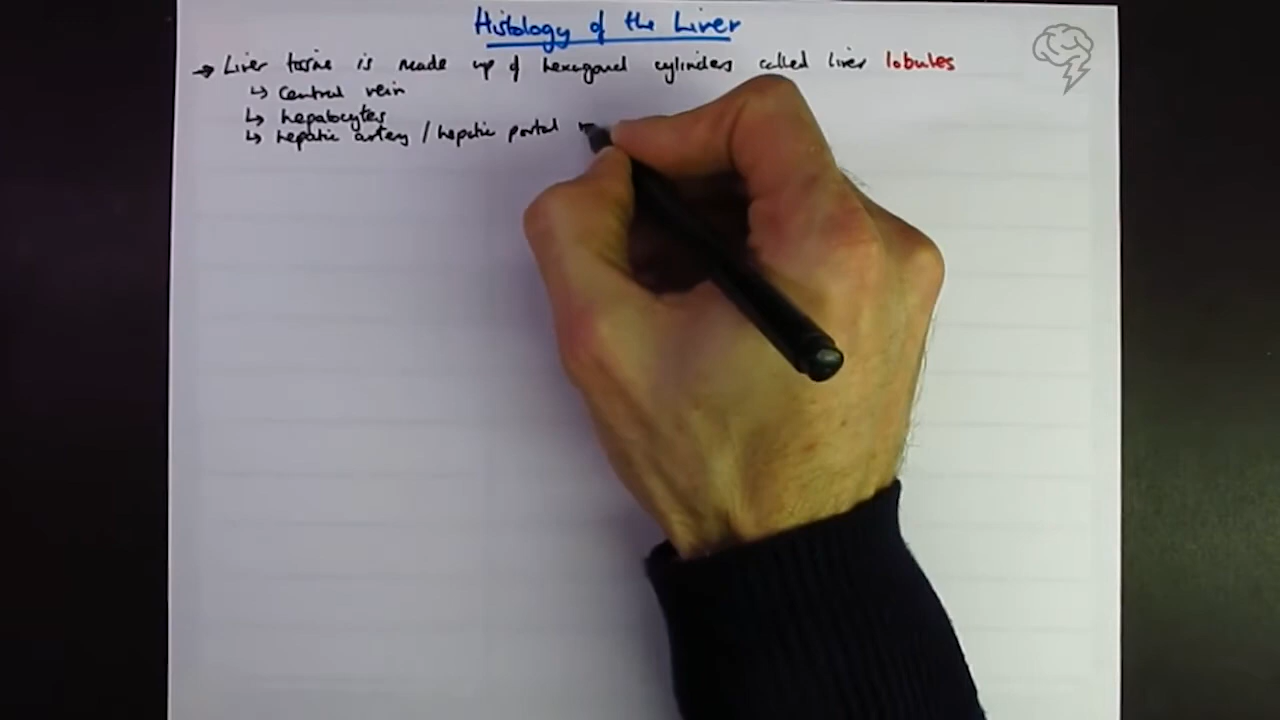 Histology of the Liver
→ Liver tissue is made up of hexagonal cylinders called liver lobules
↳ Central vein
↳ hepatocytes
↳ hepatic artery / hepatic portal